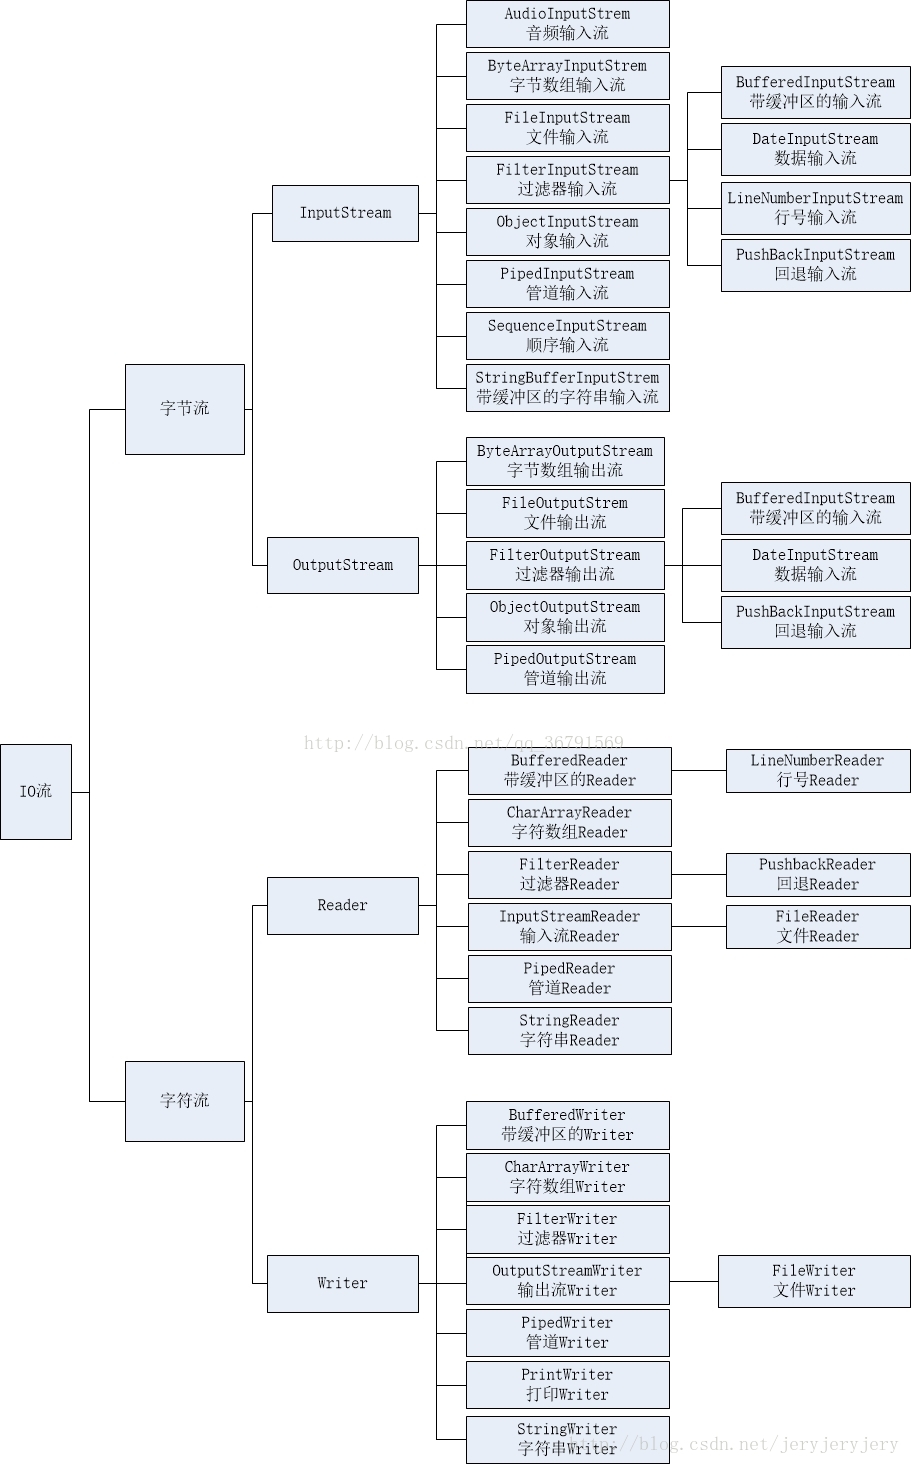 AudioInputStrem
音频输入流
ByteArrayInputStrem
字节数组输入流
FileInputStream
文件输入流
FilterInputStream
过滤器输入流
ObjectInputStream
对象输入流
PipedInputStream
管道输入流
SequenceInputStream
顺序输入流
StringBufferInputStrem
带缓冲区的字符串输入流
BufferedInputStream
带缓冲区的输入流
DateInputStream
数据输入流
LineNumberInputStream
行号输入流
PushBackInputStream
回退输入流
InputStream
字节流
ByteArrayOutputStream
字节数组输出流
FileOutputStrem
文件输出流
FilterOutputStream
过滤器输出流
ObjectOutputStream
对象输出流
PipedOutputStream
管道输出流
BufferedInputStream
带缓冲区的输入流
DateInputStream
数据输入流
PushBackInputStream
回退输入流
OutputStream
IO流
http://blog.csdn.net/qq_36791569
BufferedReader
带缓冲区的Reader
CharArrayReader
字符数组Reader
FilterReader
过滤器Reader
InputStreamReader
输入流Reader
PipedReader
管道Reader
StringReader
字符串Reader
LineNumberReader
行号Reader
PushbackReader
回退Reader
FileReader
文件Reader
Reader
字符流
BufferedWriter
带缓冲区的Writer
CharArrayWriter
字符数组Writer
FilterWriter
过滤器Writer
OutputStreamWriter
输出流Writer
PipedWriter
管道Writer
PrintWriter
打印Writer
StringWriter
字符串Writer
FileWriter
文件Writer
Writer
http://blog.csdn.net/jeryjeryjery